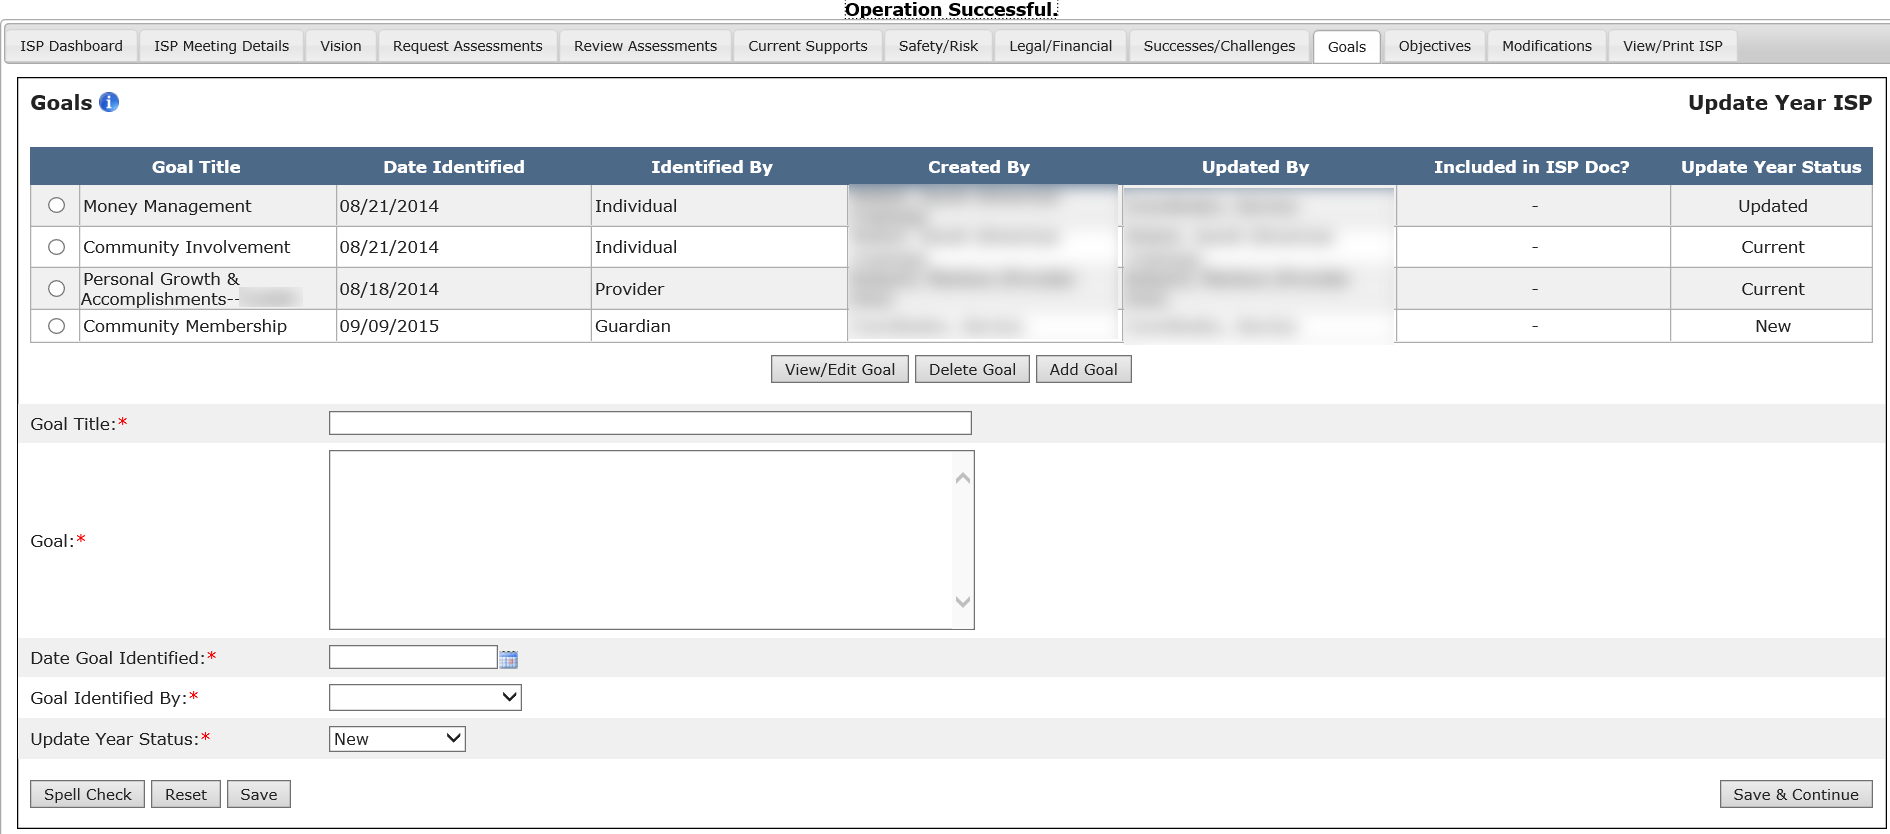 Operation Successful.
ISP Dashboard ISP Meeting Details Vision Request Assessments Review Assessments Current Supports Safety/Risk Legal/Financial Successes/Challenges Goals Objectives Modifications View/Print ISP
Goals i Update Year ISP
Goal Title Date Identified Identified By Created By Updated By Included in ISP Doc? Update Year Status
Money Management 08/21/2014 Individual - Updated
Community Involvement 08/21/2014 Individual - Current
Personal Growth &
Accomplishments-- 08/18/2014 Provider - Current
Community Membership 09/09/2015 Guardian - New
View/Edit Goal Delete Goal Add Goal
Goal Title:*
Goal:*
Date Goal Identified:*
Goal Identified By:*
Update Year Status:* New
Spell Check Reset Save Save & Continue